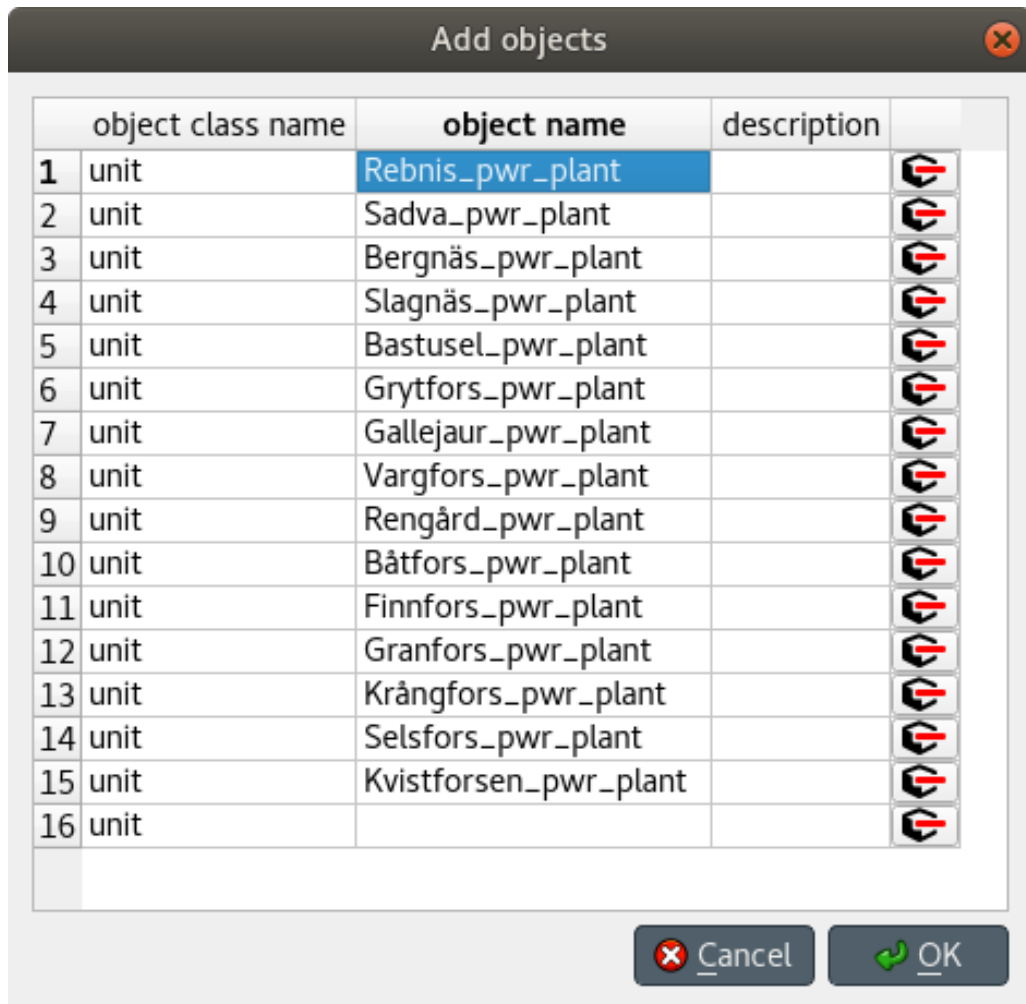 Add objects
object class name object name description
1 unit Rebnis_pwr_plant
2 unit Sadva_pwr_plant
3 unit Bergnäs_pwr_plant
4 unit Slagnäs_pwr_plant
5 unit Bastusel_pwr_plant
6 unit Grytfors_pwr_plant
7 unit Gallejaur_pwr_plant
8 unit Vargfors_pwr_plant
9 unit Rengård_pwr_plant
10 unit Båtfors_pwr_plant
11 unit Finnfors_pwr_plant
12 unit Granfors_pwr_plant
13 unit Krångfors_pwr_plant
14 unit Selsfors_pwr_plant
15 unit Kvistforsen_pwr_plant
16 unit
Cancel OK